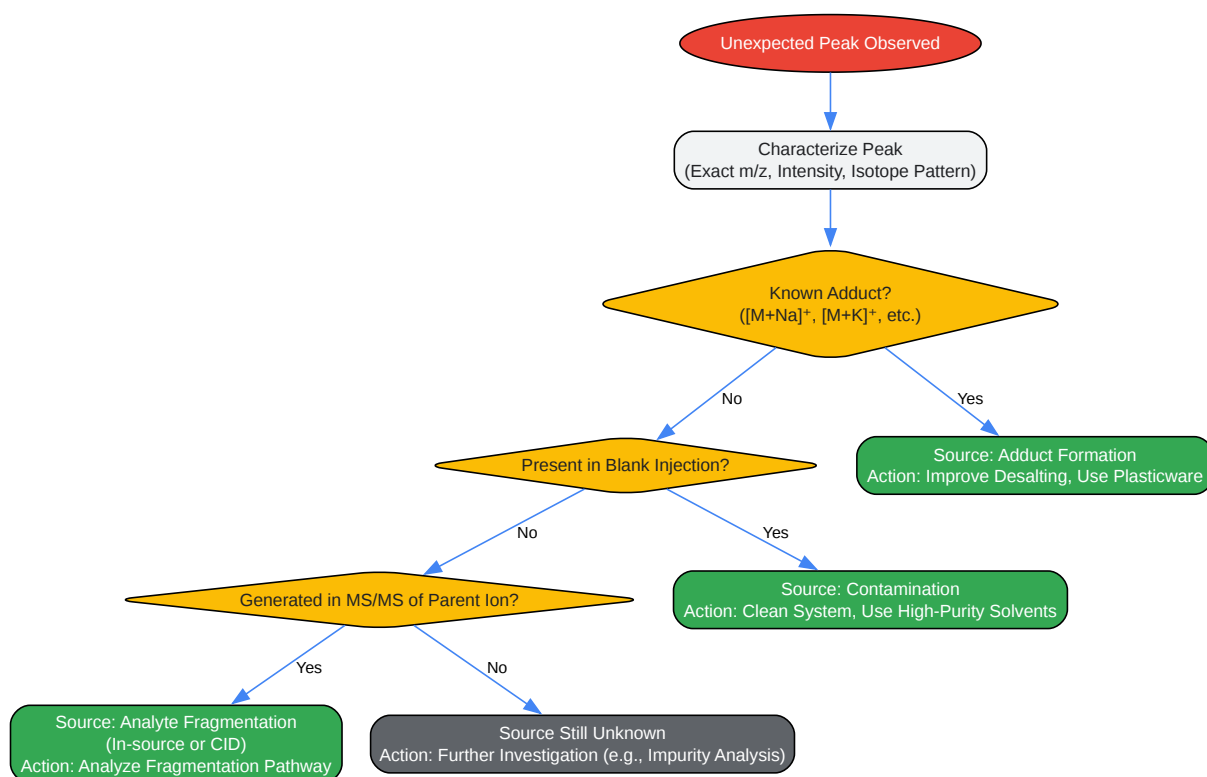 Unexpected Peak Observed
Characterize Peak
(Exact m/z, Intensity, Isotope Pattern)
Known Adduct?
([M+Na]⁺, [M+K]⁺, etc.)
No
Yes
Present in Blank Injection?
Source: Adduct Formation
Action: Improve Desalting, Use Plasticware
No
Yes
Generated in MS/MS of Parent Ion?
Source: Contamination
Action: Clean System, Use High-Purity Solvents
Yes
No
Source: Analyte Fragmentation
(In-source or CID)
Action: Analyze Fragmentation Pathway
Source Still Unknown
Action: Further Investigation (e.g., Impurity Analysis)